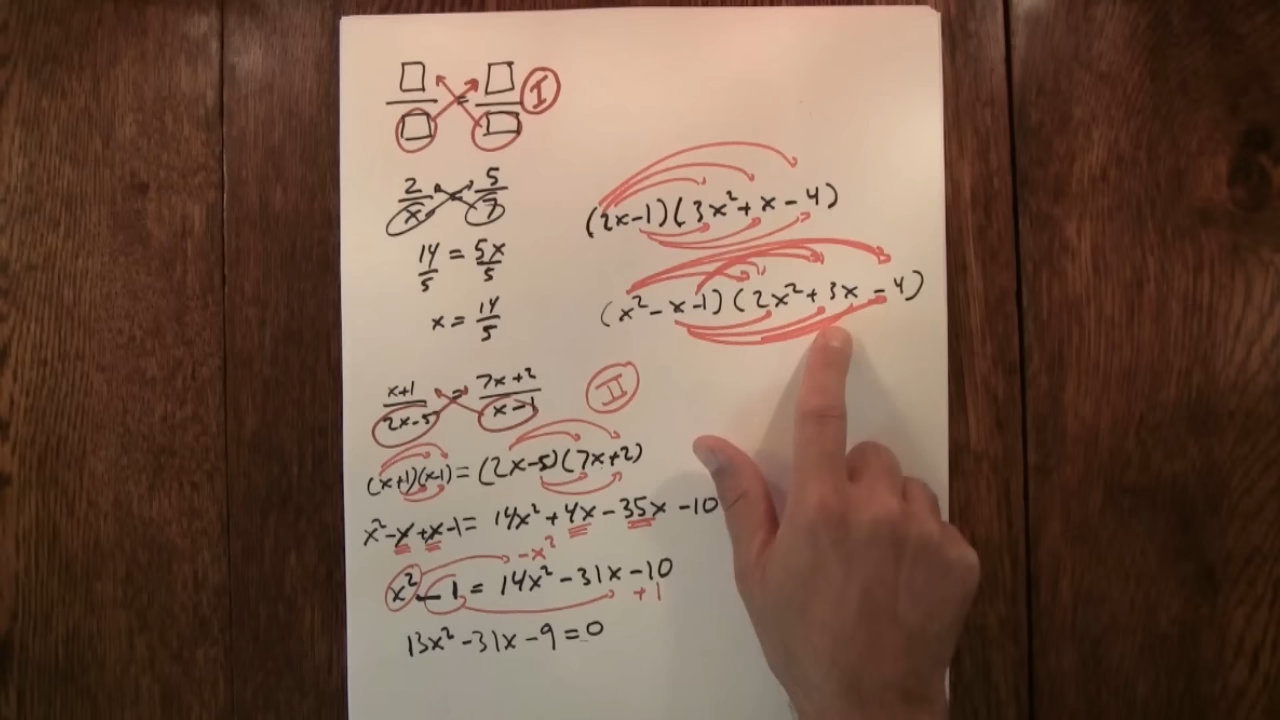 □/□ = □/□ I
2/x = 5/7
14/5 = 5x/5
x = 14/5
(x+1)/(2x-5) = (7x+2)/(x-1) II
(x+1)(x-1) = (2x-5)(7x+2)
x²-x+x-1 = 14x²+4x-35x-10
-x²
x²-1 = 14x²-31x-10
+1
13x²-31x-9=0
(2x-1)(3x²+x-4)
(x²-x-1)(2x²+3x-4)